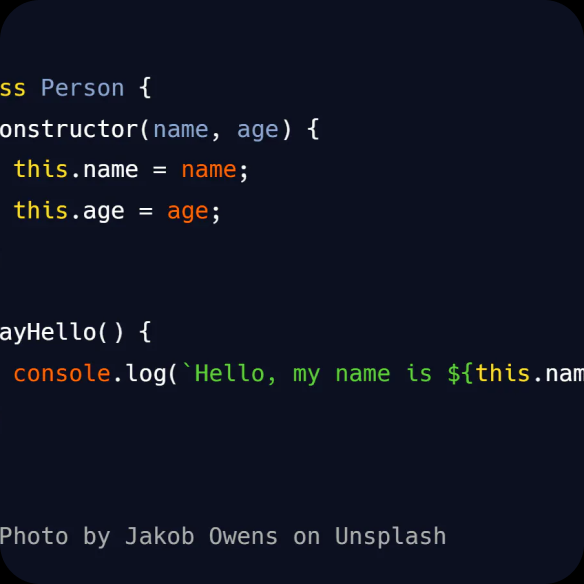 ss Person {
onstructor(name, age) {
this.name = name;
this.age = age;
ayHello() {
console.log(`Hello, my name is ${this.nam
Photo by Jakob Owens on Unsplash